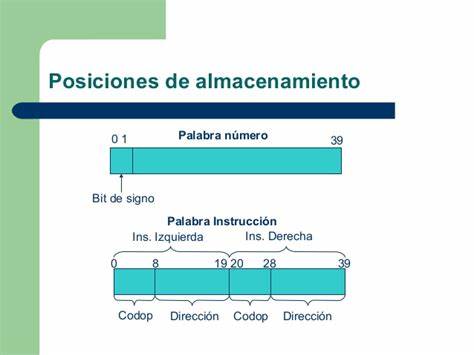 Posiciones de almacenamiento
Palabra número
0 1 39
Bit de signo
Palabra Instrucción
Ins. Izquierda Ins. Derecha
0 8 19 20 28 39
Codop Dirección Codop Dirección